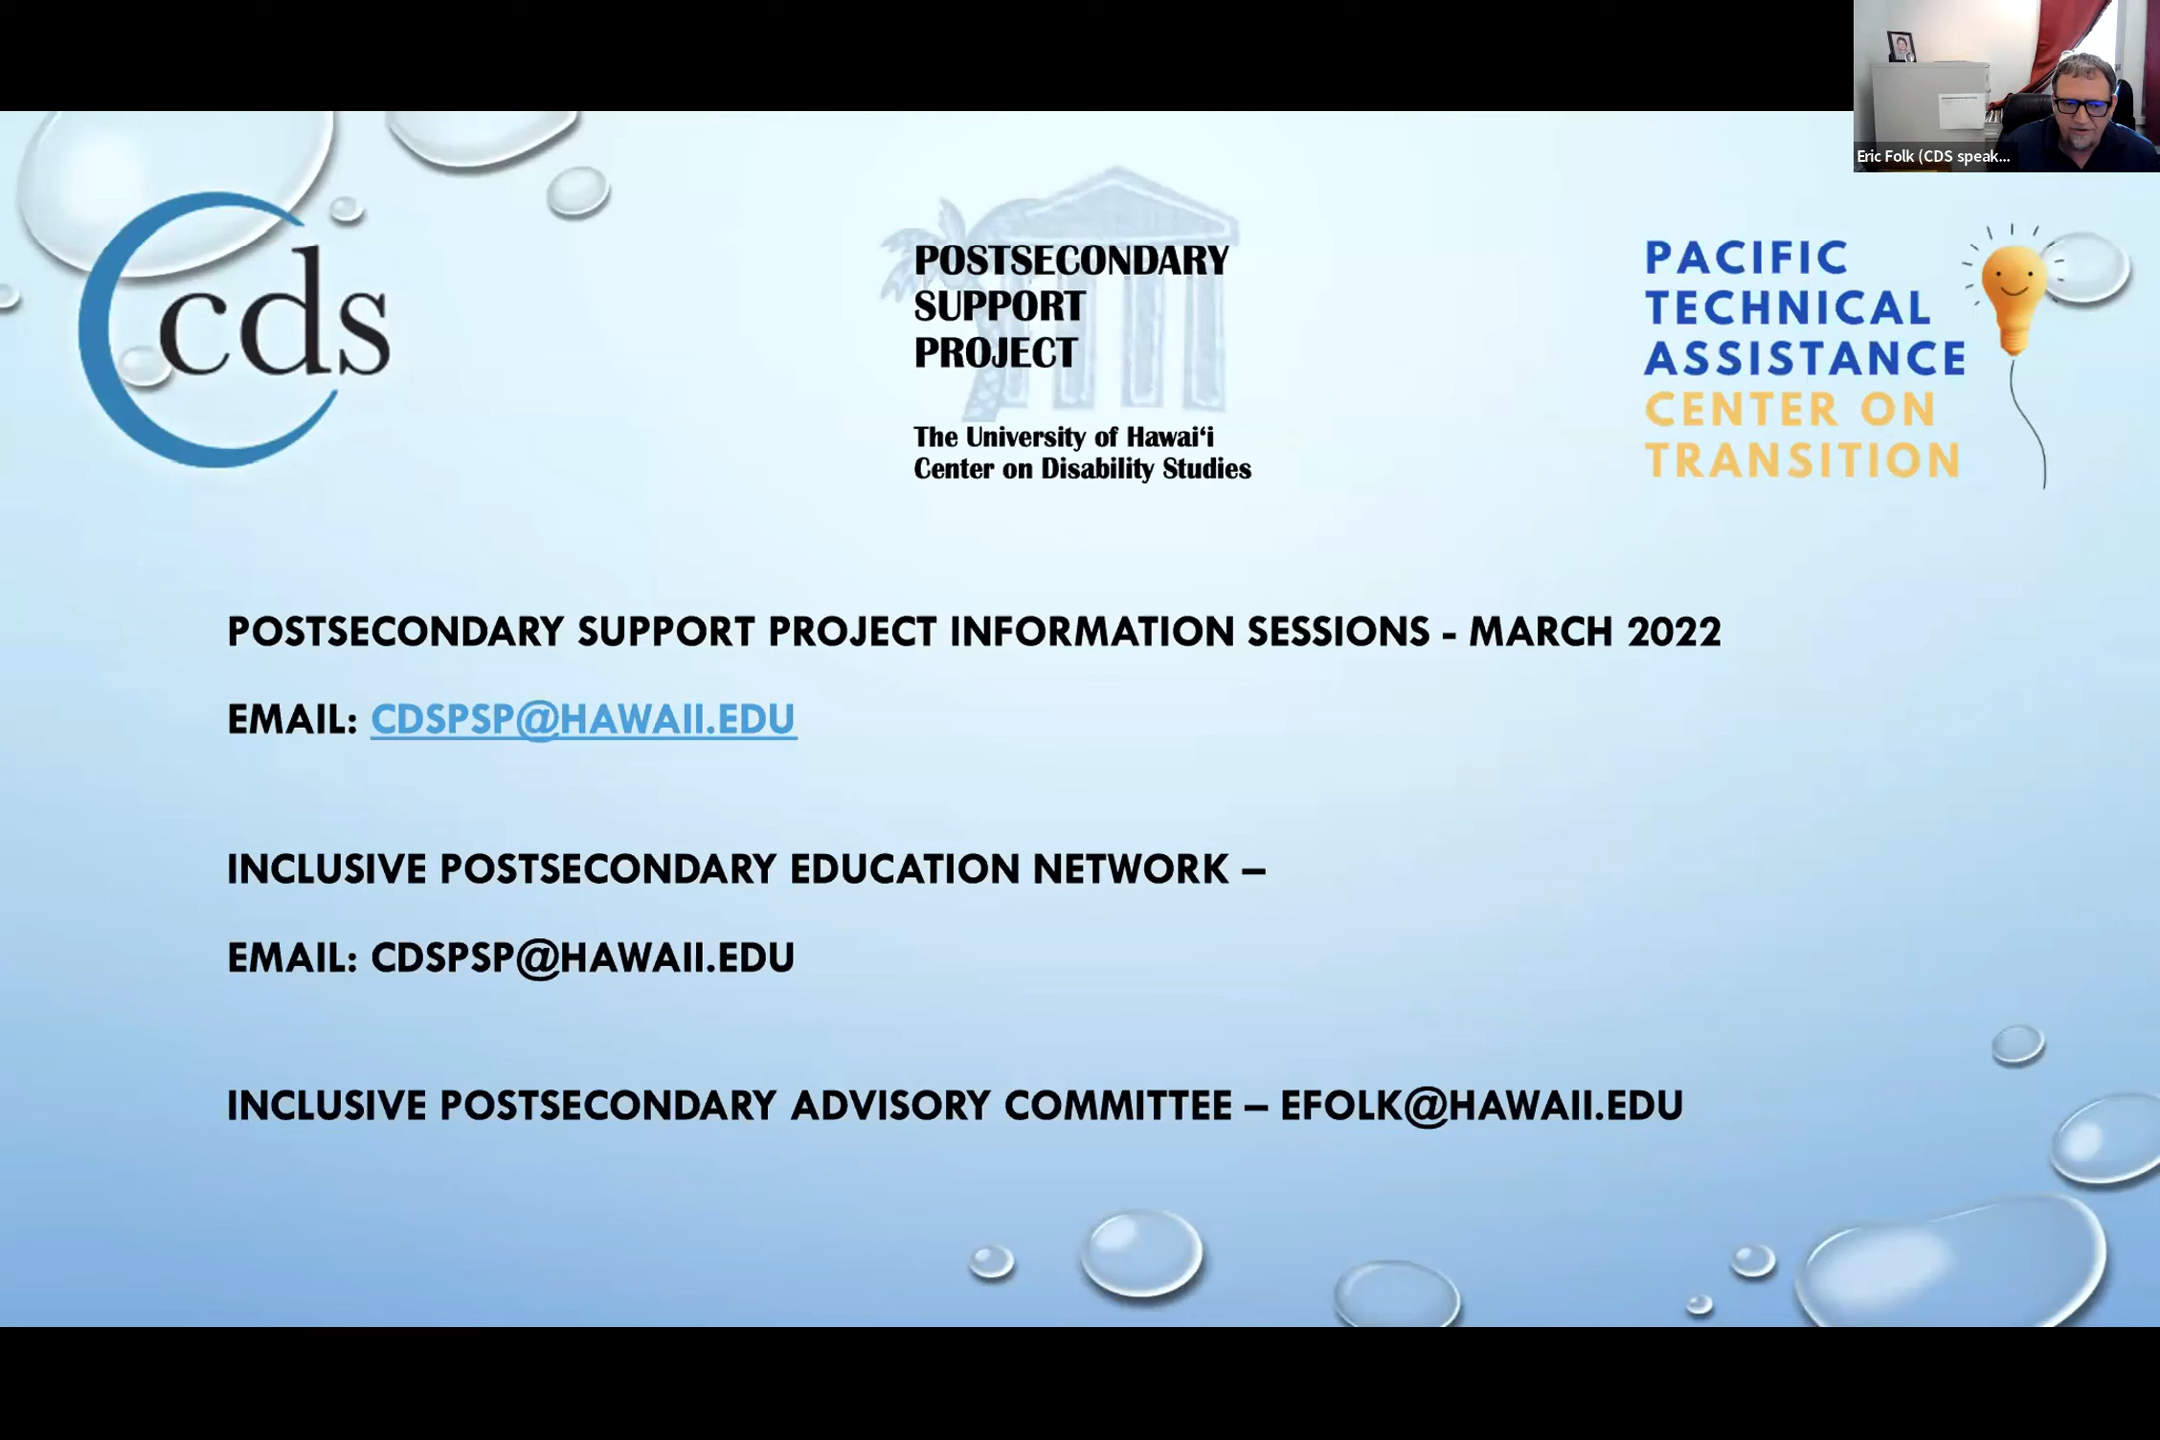 Eric Folk (CDS speak...
cds
POSTSECONDARY
SUPPORT
PROJECT
The University of Hawai‘i
Center on Disability Studies
PACIFIC
TECHNICAL
ASSISTANCE
CENTER ON
TRANSITION
POSTSECONDARY SUPPORT PROJECT INFORMATION SESSIONS - MARCH 2022
EMAIL: CDSPSP@HAWAII.EDU
INCLUSIVE POSTSECONDARY EDUCATION NETWORK –
EMAIL: CDSPSP@HAWAII.EDU
INCLUSIVE POSTSECONDARY ADVISORY COMMITTEE – EFOLK@HAWAII.EDU